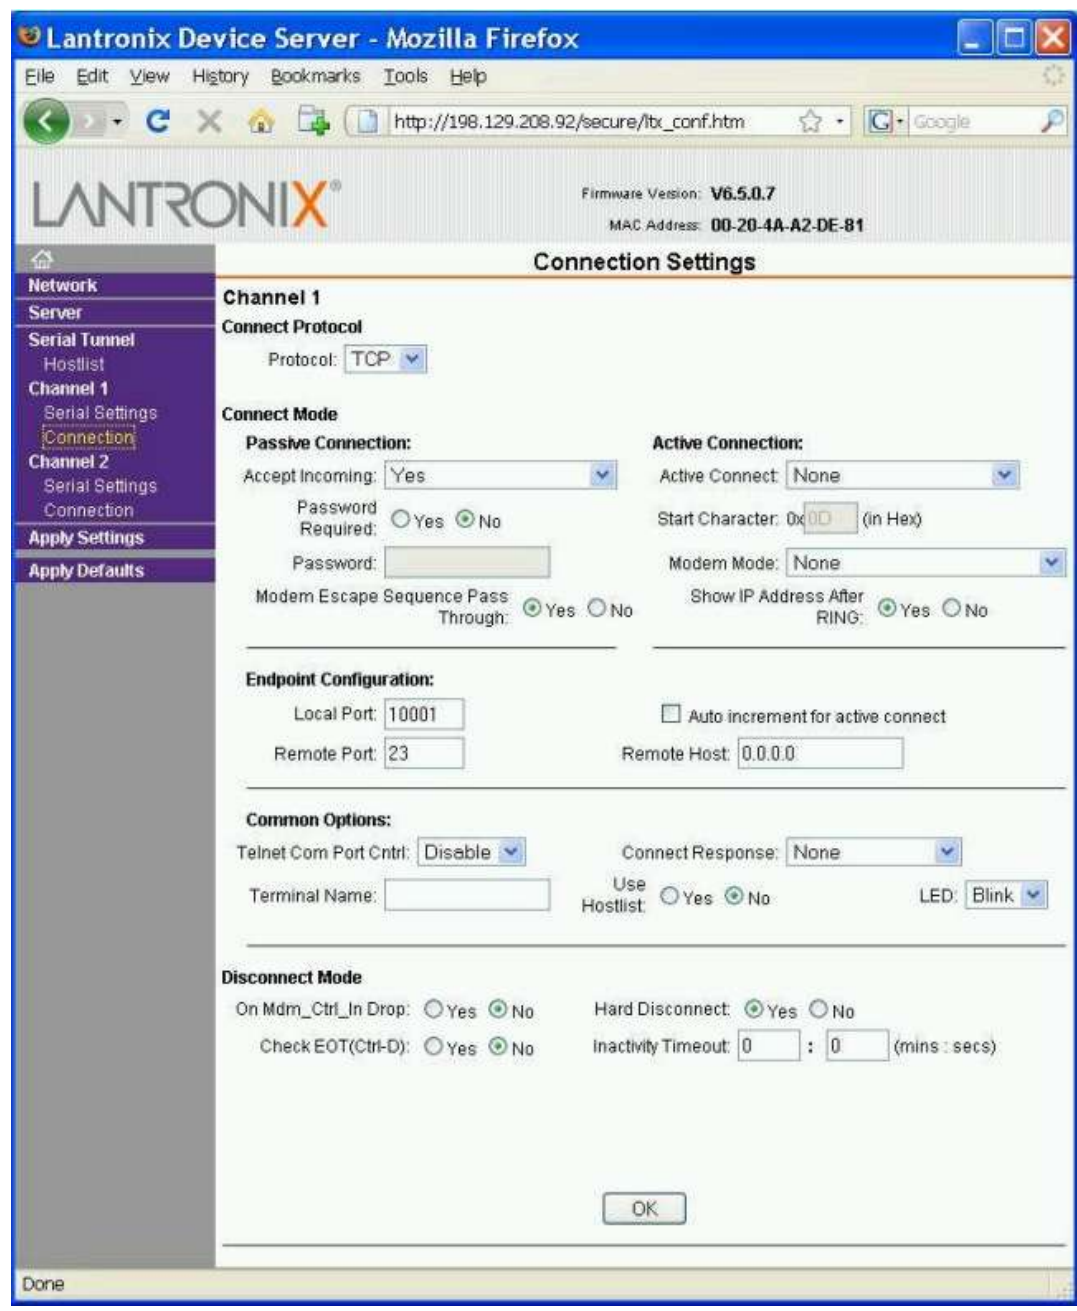 Lantronix Device Server - Mozilla Firefox
File Edit View History Bookmarks Tools Help
http://198.129.208.92/secure/ltx_conf.htm G Google
LANTRONIX®
Firmware Version: V6.5.0.7
MAC Address: 00-20-4A-A2-DE-81
Connection Settings
Network
Server
Serial Tunnel
Hostlist
Channel 1
Serial Settings
Connection
Channel 2
Serial Settings
Connection
Apply Settings
Apply Defaults
Channel 1
Connect Protocol
Protocol: TCP
Connect Mode
Passive Connection: Active Connection:
Accept Incoming: Yes Active Connect: None
Password
Required: Yes No Start Character: 0x 0D (in Hex)
Password: Modem Mode: None
Modem Escape Sequence Pass
Through: Yes No Show IP Address After
RING: Yes No
Endpoint Configuration:
Local Port: 10001 Auto increment for active connect
Remote Port: 23 Remote Host: 0.0.0.0
Common Options:
Telnet Com Port Cntrl: Disable Connect Response: None
Terminal Name: Use
Hostlist: Yes No LED: Blink
Disconnect Mode
On Mdm_Ctrl_In Drop: Yes No Hard Disconnect: Yes No
Check EOT(Ctrl-D): Yes No Inactivity Timeout: 0 : 0 (mins : secs)
OK
Done